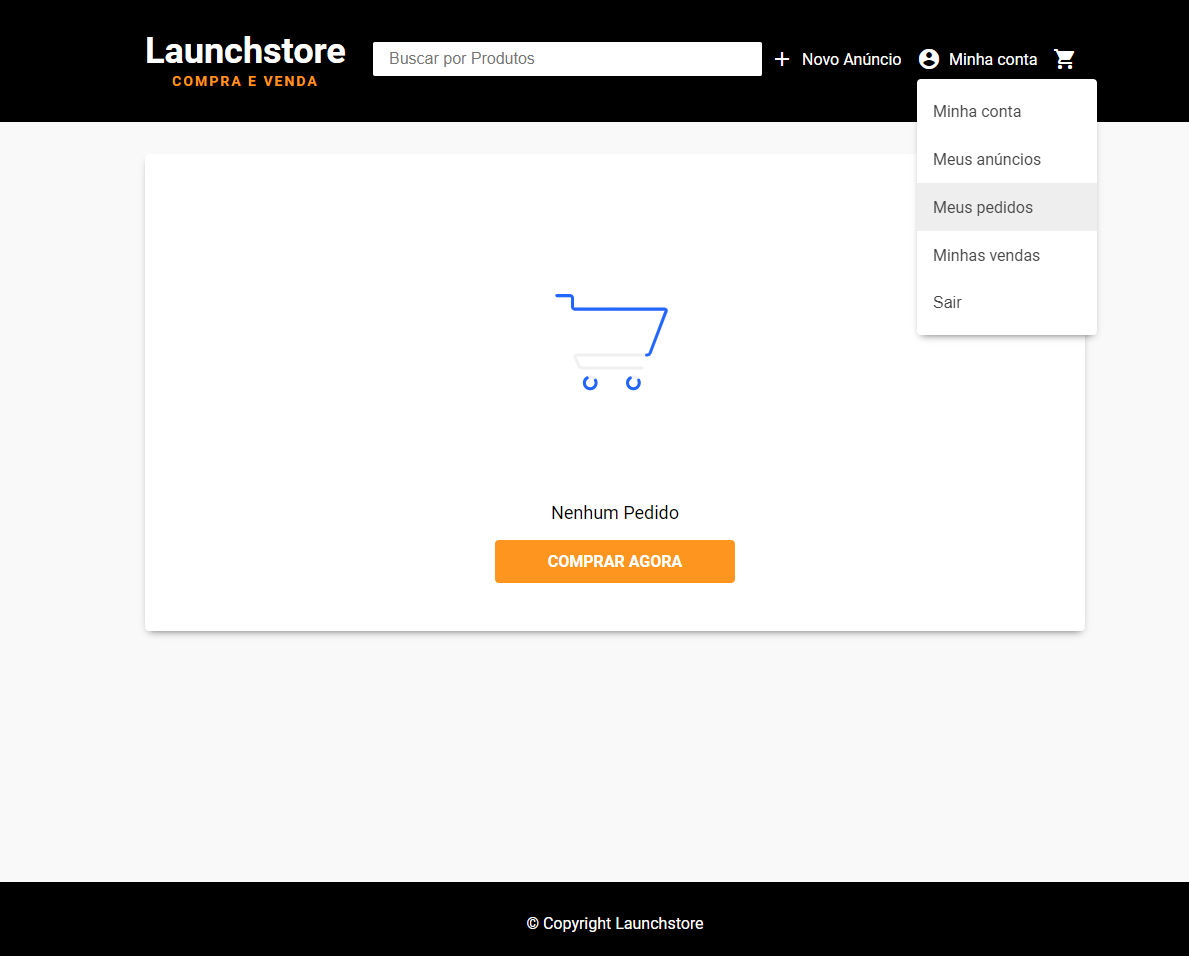 Launchstore
COMPRA E VENDA
Buscar por Produtos
Novo Anúncio
Minha conta
Minha conta
Meus anúncios
Meus pedidos
Minhas vendas
Sair
Nenhum Pedido
COMPRAR AGORA
© Copyright Launchstore